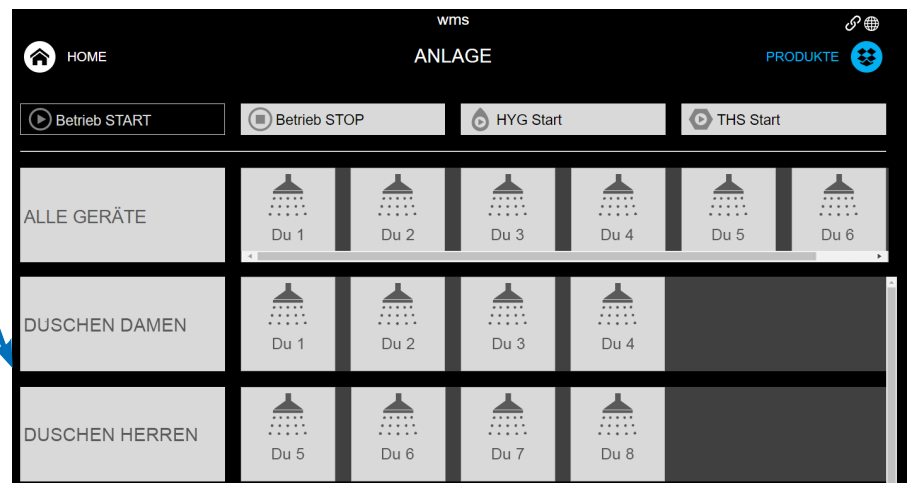 wms
HOME
ANLAGE
PRODUKTE
Betrieb START
Betrieb STOP
HYG Start
THS Start
ALLE GERÄTE
Du 1
Du 2
Du 3
Du 4
Du 5
Du 6
DUSCHEN DAMEN
Du 1
Du 2
Du 3
Du 4
DUSCHEN HERREN
Du 5
Du 6
Du 7
Du 8